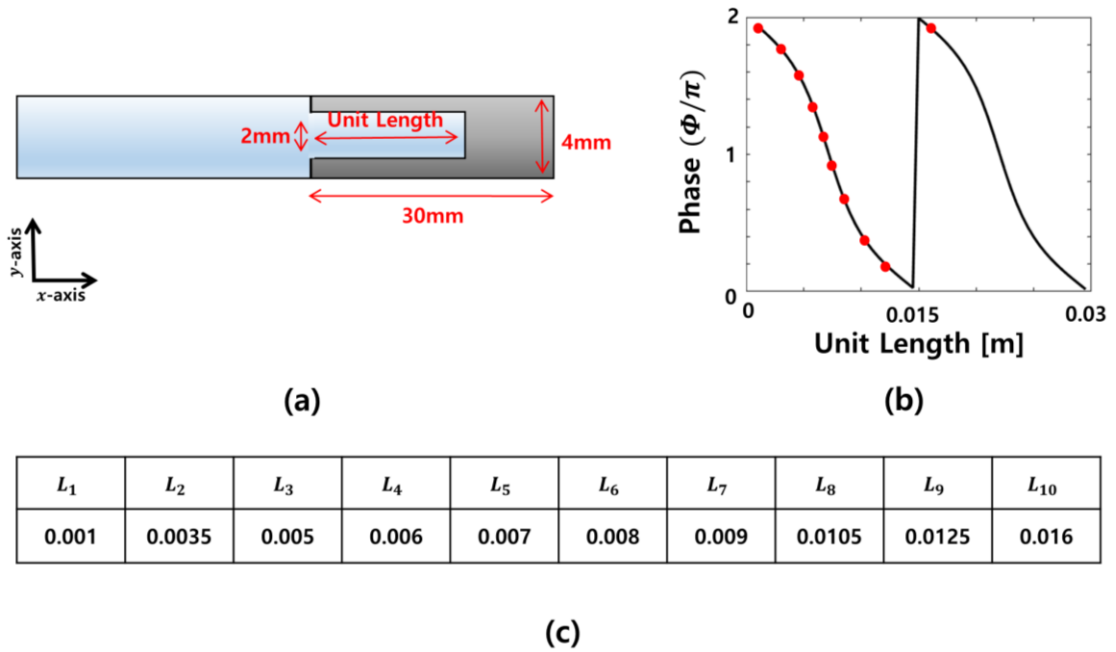 Unit Length
2mm
4mm
30mm
y-axis
x-axis
(a)
Phase (Φ/π)
2
1
0
0
0.015
0.03
Unit Length [m]
(b)
L₁ L₂ L₃ L₄ L₅ L₆ L₇ L₈ L₉ L₁₀
0.001 0.0035 0.005 0.006 0.007 0.008 0.009 0.0105 0.0125 0.016
(c)